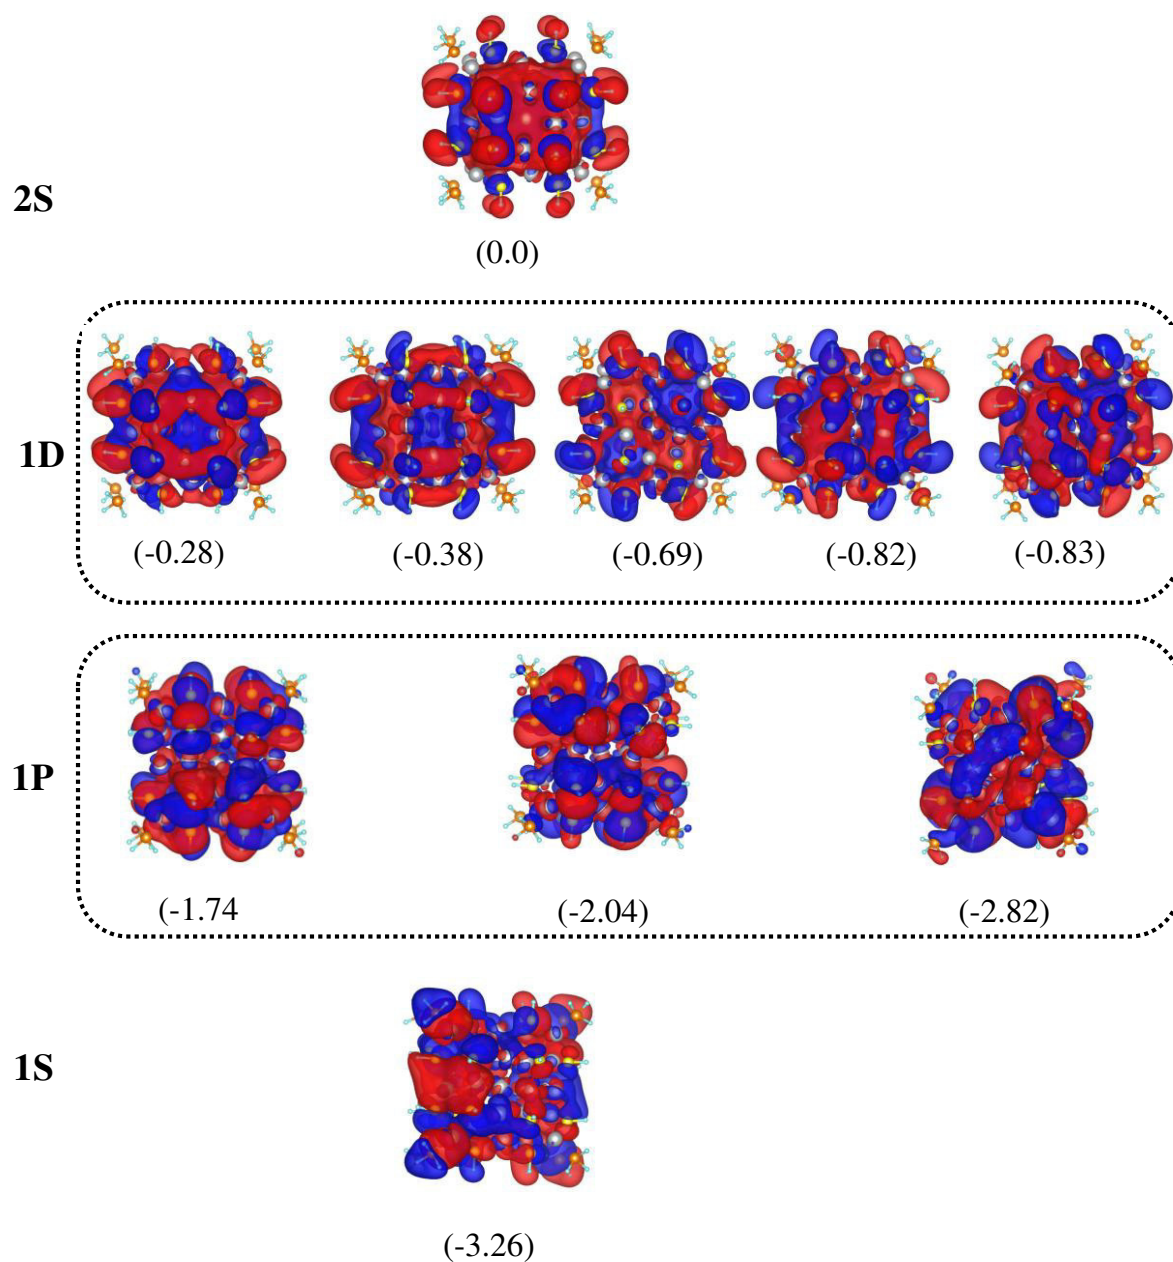 2S
(0.0)
1D
(-0.28) (-0.38) (-0.69) (-0.82) (-0.83)
1P
(-1.74 (-2.04) (-2.82)
1S
(-3.26)